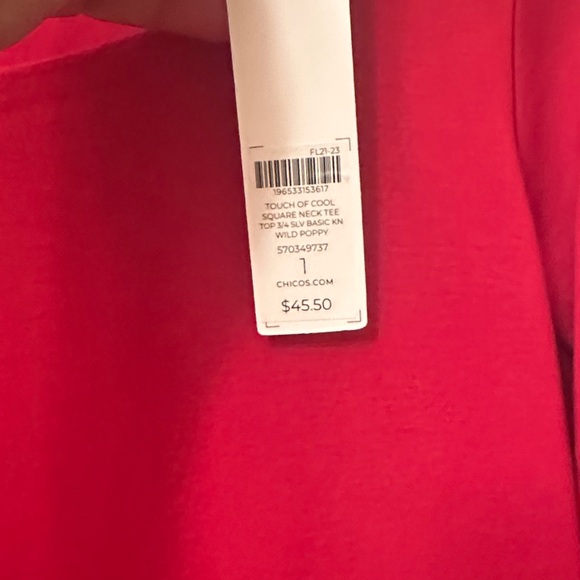 FL21-23
196533153617
TOUCH OF COOL
SQUARE NECK TEE
TOP 3/4 SLV BASIC KN
WILD POPPY
570349737
1
CHICOS.COM
$45.50